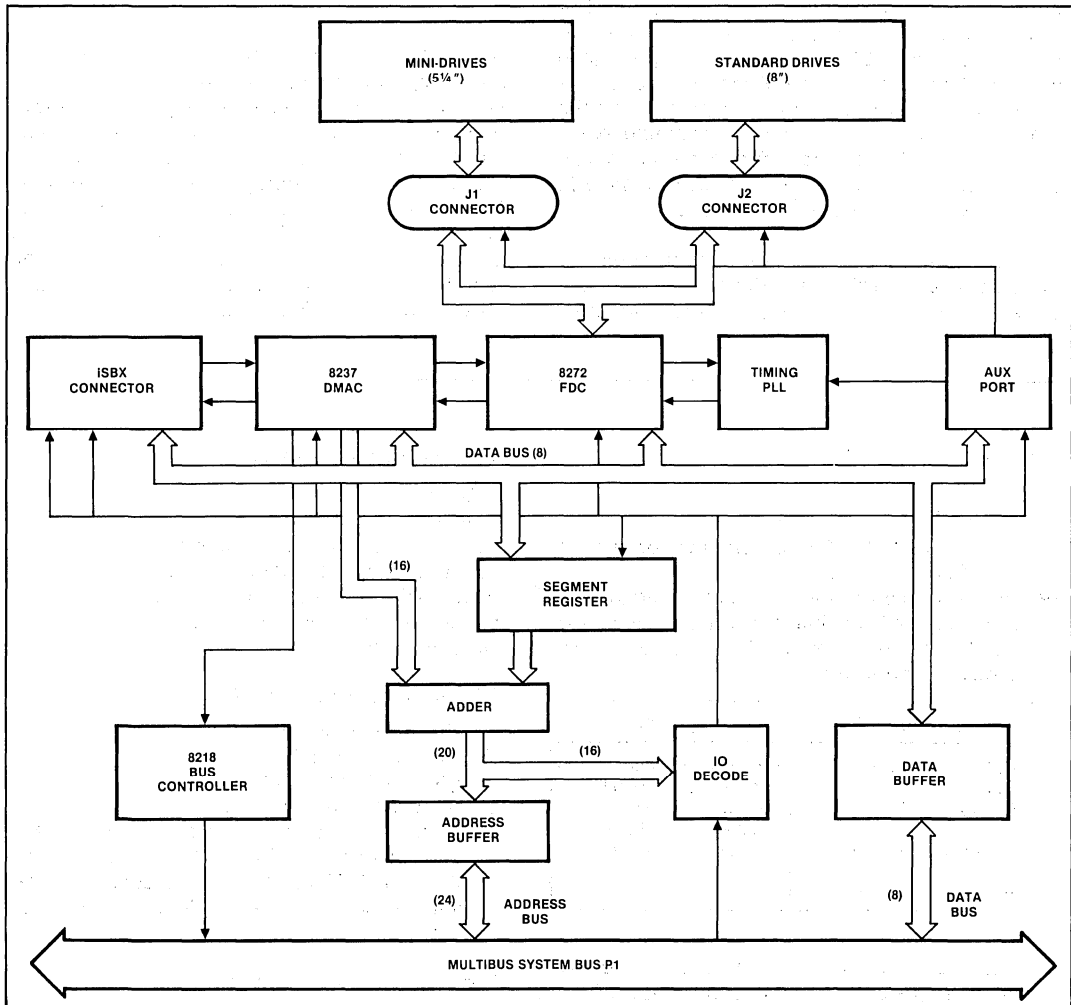 MINI-DRIVES
(5¼")
STANDARD DRIVES
(8")
J1
CONNECTOR
J2
CONNECTOR
iSBX
CONNECTOR
8237
DMAC
8272
FDC
TIMING
PLL
AUX
PORT
DATA BUS (8)
(16)
SEGMENT
REGISTER
ADDER
(20)
(16)
8218
BUS
CONTROLLER
IO
DECODE
DATA
BUFFER
ADDRESS
BUFFER
(24)
ADDRESS
BUS
(8)
DATA
BUS
MULTIBUS SYSTEM BUS P1